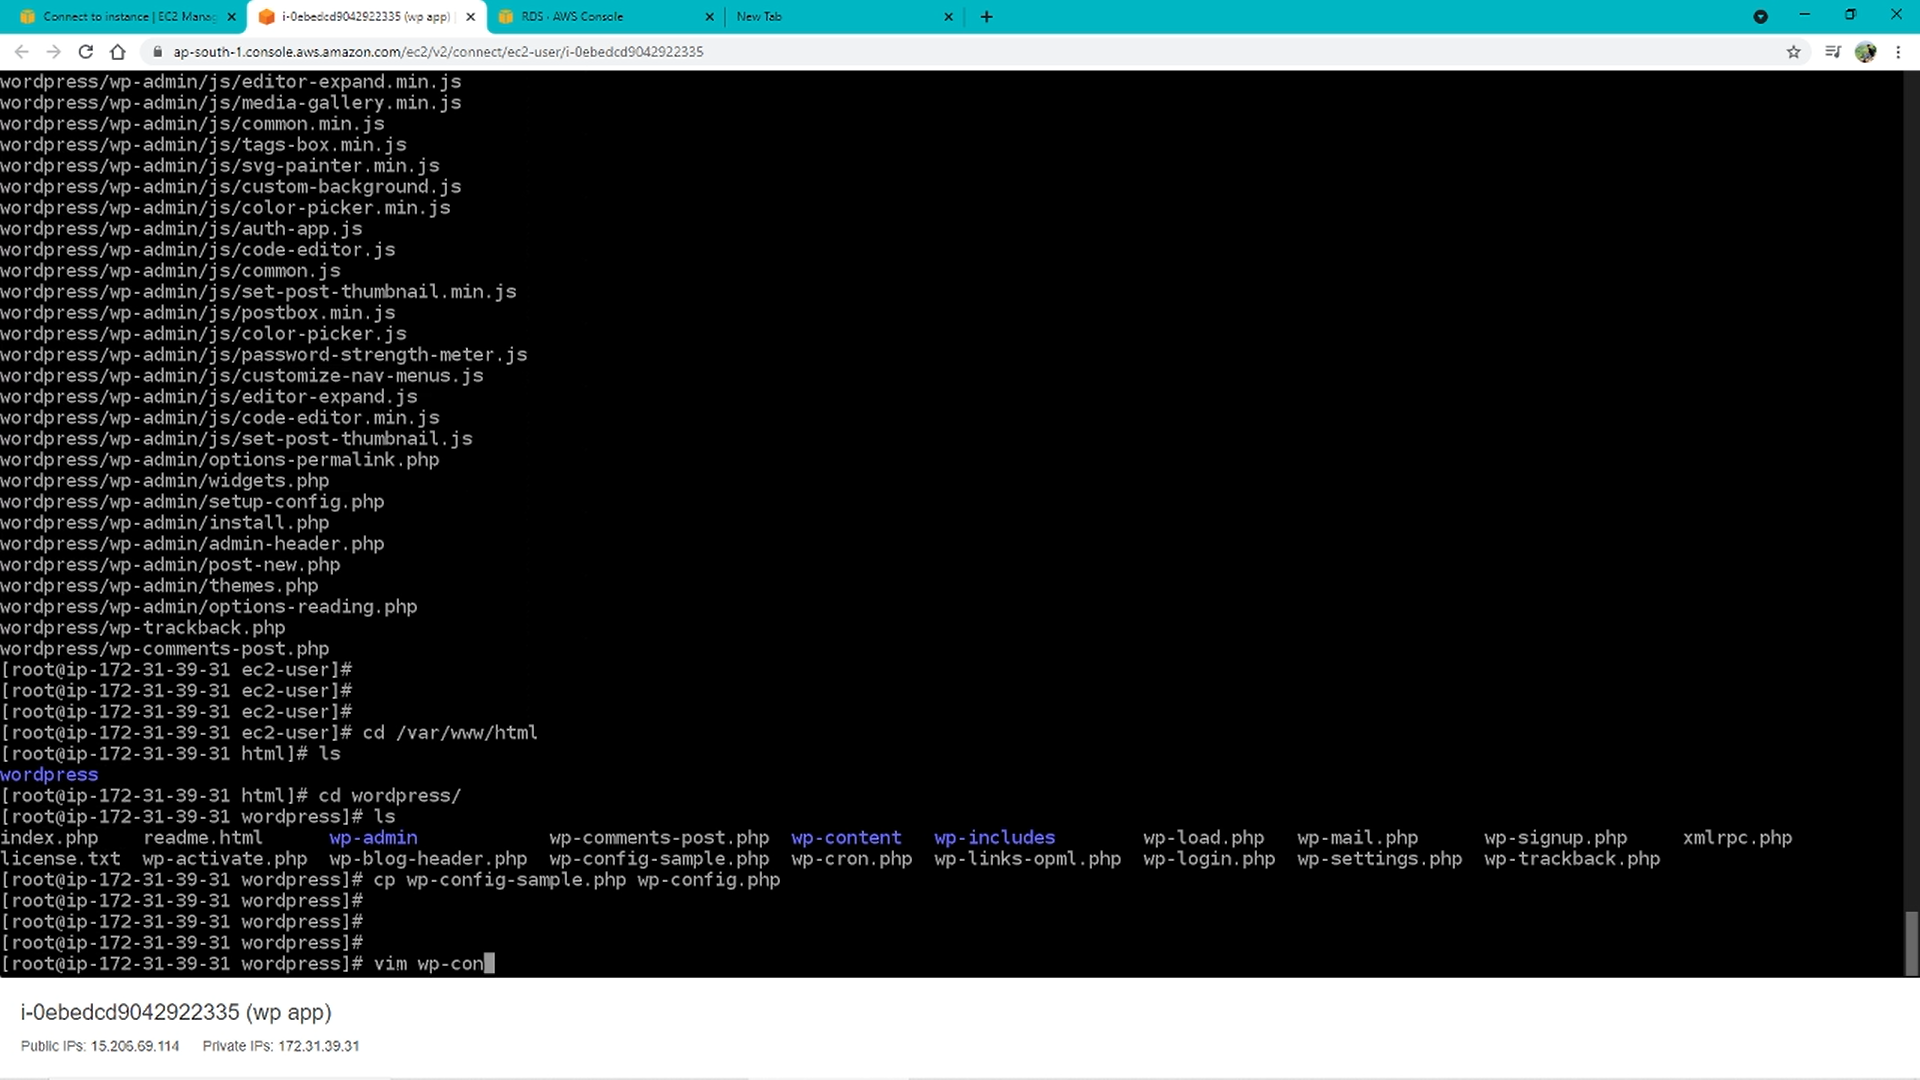 Connect to instance | EC2 Manag
i-0ebedcd9042922335 (wp app)
RDS · AWS Console
New Tab
ap-south-1.console.aws.amazon.com/ec2/v2/connect/ec2-user/i-0ebedcd9042922335
wordpress/wp-admin/js/editor-expand.min.js
wordpress/wp-admin/js/media-gallery.min.js
wordpress/wp-admin/js/common.min.js
wordpress/wp-admin/js/tags-box.min.js
wordpress/wp-admin/js/svg-painter.min.js
wordpress/wp-admin/js/custom-background.js
wordpress/wp-admin/js/color-picker.min.js
wordpress/wp-admin/js/auth-app.js
wordpress/wp-admin/js/code-editor.js
wordpress/wp-admin/js/common.js
wordpress/wp-admin/js/set-post-thumbnail.min.js
wordpress/wp-admin/js/postbox.min.js
wordpress/wp-admin/js/color-picker.js
wordpress/wp-admin/js/password-strength-meter.js
wordpress/wp-admin/js/customize-nav-menus.js
wordpress/wp-admin/js/editor-expand.js
wordpress/wp-admin/js/code-editor.min.js
wordpress/wp-admin/js/set-post-thumbnail.js
wordpress/wp-admin/options-permalink.php
wordpress/wp-admin/widgets.php
wordpress/wp-admin/setup-config.php
wordpress/wp-admin/install.php
wordpress/wp-admin/admin-header.php
wordpress/wp-admin/post-new.php
wordpress/wp-admin/themes.php
wordpress/wp-admin/options-reading.php
wordpress/wp-trackback.php
wordpress/wp-comments-post.php
[root@ip-172-31-39-31 ec2-user]#
[root@ip-172-31-39-31 ec2-user]#
[root@ip-172-31-39-31 ec2-user]#
[root@ip-172-31-39-31 ec2-user]# cd /var/www/html
[root@ip-172-31-39-31 html]# ls
wordpress
[root@ip-172-31-39-31 html]# cd wordpress/
[root@ip-172-31-39-31 wordpress]# ls
index.php readme.html wp-admin wp-comments-post.php wp-content wp-includes wp-load.php wp-mail.php wp-signup.php xmlrpc.php
license.txt wp-activate.php wp-blog-header.php wp-config-sample.php wp-cron.php wp-links-opml.php wp-login.php wp-settings.php wp-trackback.php
[root@ip-172-31-39-31 wordpress]# cp wp-config-sample.php wp-config.php
[root@ip-172-31-39-31 wordpress]#
[root@ip-172-31-39-31 wordpress]#
[root@ip-172-31-39-31 wordpress]#
[root@ip-172-31-39-31 wordpress]# vim wp-con
i-0ebedcd9042922335 (wp app)
Public IPs: 15.206.69.114 Private IPs: 172.31.39.31